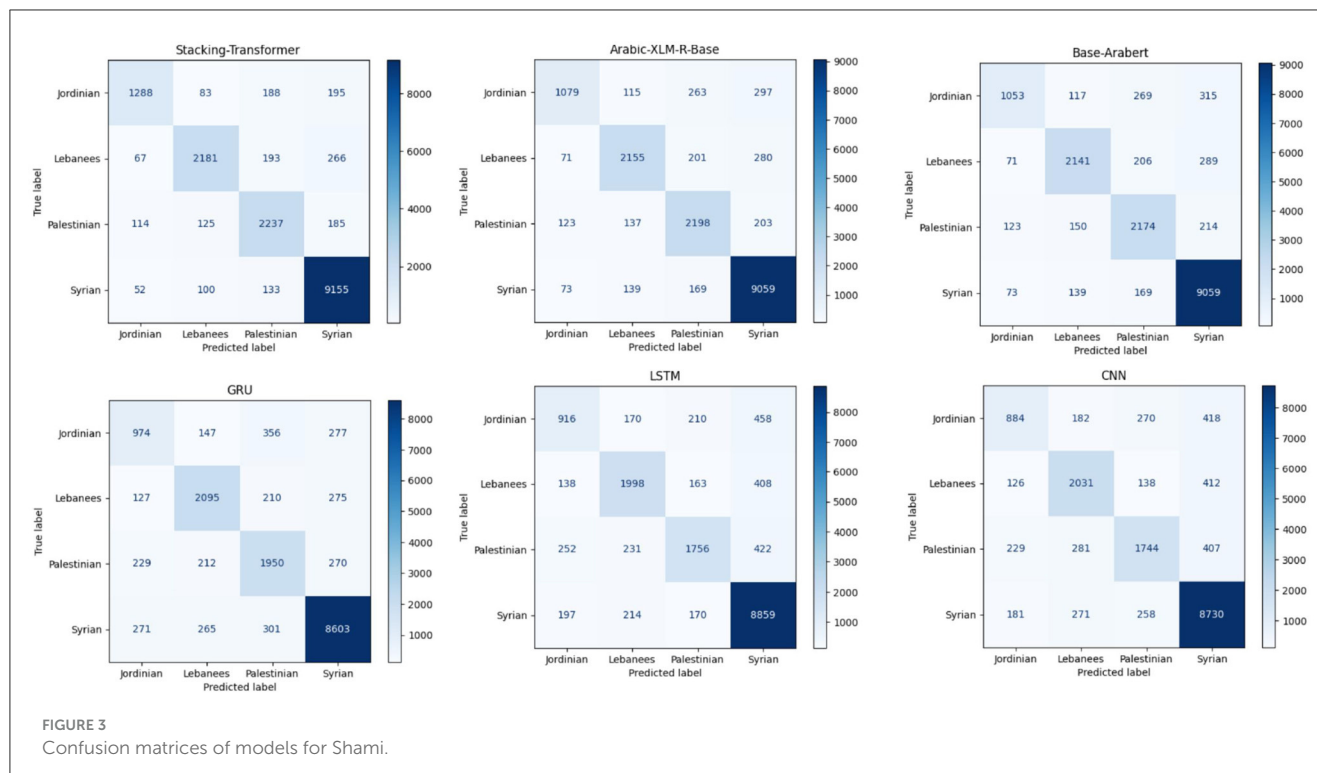 Stacking-Transformer
Jordinian 1288 83 188 195
Lebanees 67 2181 193 266
Palestinian 114 125 2237 185
Syrian 52 100 133 9155
Jordinian Lebanees Palestinian Syrian
Predicted label
True label
8000
6000
4000
2000
Arabic-XLM-R-Base
Jordinian 1079 115 263 297
Lebanees 71 2155 201 280
Palestinian 123 137 2198 203
Syrian 73 139 169 9059
Jordinian Lebanees Palestinian Syrian
Predicted label
True label
9000
8000
7000
6000
5000
4000
3000
2000
1000
Base-Arabert
Jordinian 1053 117 269 315
Lebanees 71 2141 206 289
Palestinian 123 150 2174 214
Syrian 73 139 169 9059
Jordinian Lebanees Palestinian Syrian
Predicted label
True label
9000
8000
7000
6000
5000
4000
3000
2000
1000
GRU
Jordinian 974 147 356 277
Lebanees 127 2095 210 275
Palestinian 229 212 1950 270
Syrian 271 265 301 8603
Jordinian Lebanees Palestinian Syrian
Predicted label
True label
8000
7000
6000
5000
4000
3000
2000
1000
LSTM
Jordinian 916 170 210 458
Lebanees 138 1998 163 408
Palestinian 252 231 1756 422
Syrian 197 214 170 8859
Jordinian Lebanees Palestinian Syrian
Predicted label
True label
8000
7000
6000
5000
4000
3000
2000
1000
CNN
Jordinian 884 182 270 418
Lebanees 126 2031 138 412
Palestinian 229 281 1744 407
Syrian 181 271 258 8730
Jordinian Lebanees Palestinian Syrian
Predicted label
True label
8000
7000
6000
5000
4000
3000
2000
1000
FIGURE 3
Confusion matrices of models for Shami.